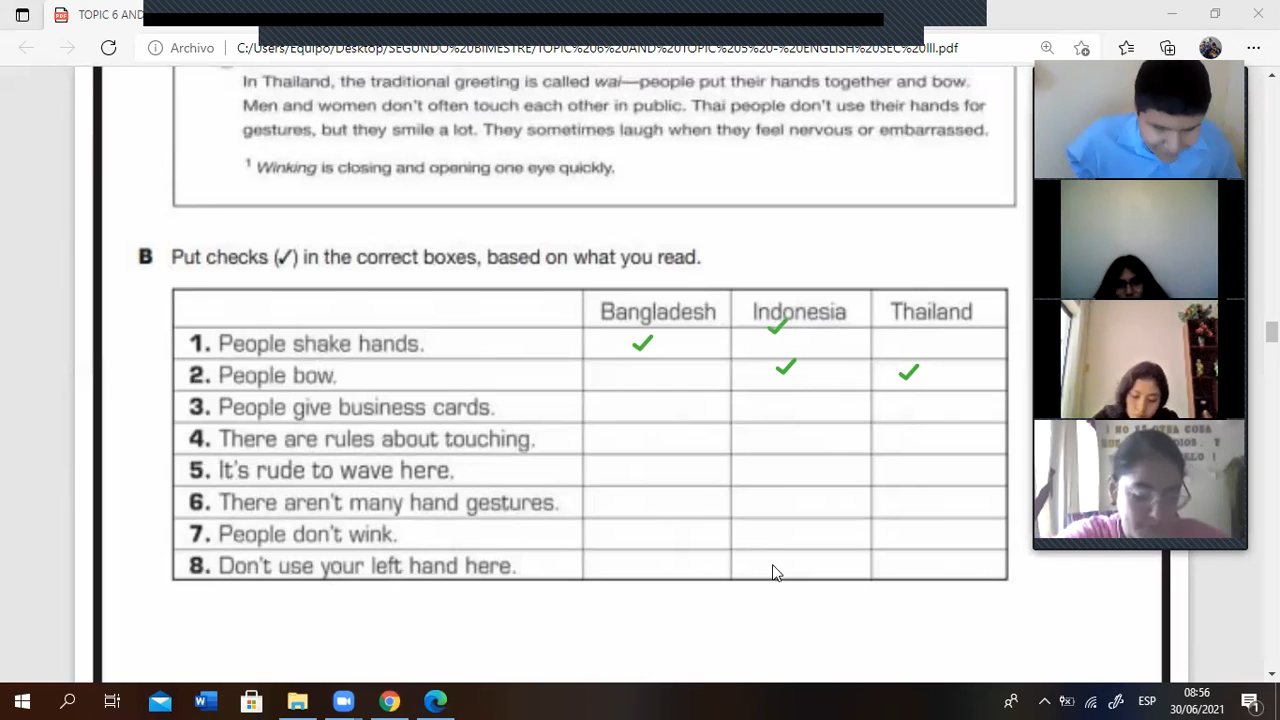 TOPIC 6 AND
Archivo
C:/Users/Equipo/Desktop/SEGUNDO%20BIMESTRE/TOPIC%206%20AND%20TOPIC%205%20-%20ENGLISH%20SEC%20III.pdf
In Thailand, the traditional greeting is called wai—people put their hands together and bow.
Men and women don't often touch each other in public. Thai people don't use their hands for
gestures, but they smile a lot. They sometimes laugh when they feel nervous or embarrassed.
1 Winking is closing and opening one eye quickly.
B Put checks (✓) in the correct boxes, based on what you read.
Bangladesh Indonesia Thailand
1. People shake hands. ✓ ✓
2. People bow. ✓ ✓
3. People give business cards.
4. There are rules about touching.
5. It's rude to wave here.
6. There aren't many hand gestures.
7. People don't wink.
8. Don't use your left hand here.
ESP
08:56
30/06/2021